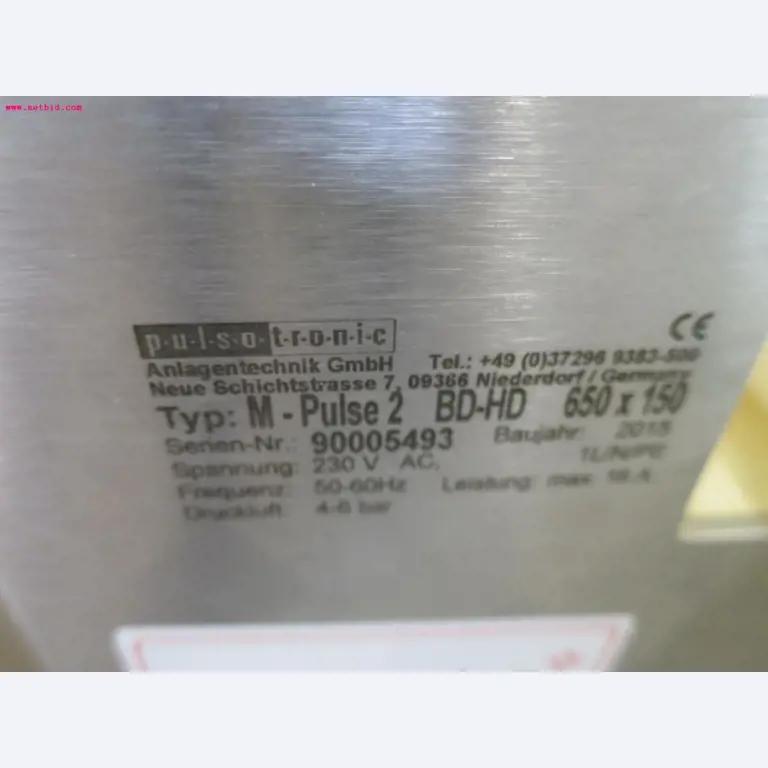 www.netbid.com
p·u·l·s·o·t·r·o·n·i·c
CE
Anlagentechnik GmbH Tel.: +49 (0)37296 9383-500
Neue Schichtstrasse 7, 09366 Niederdorf / Germany
Typ: M - Pulse 2 BD-HD 650 x 150
Serien-Nr.: 90005493 Baujahr: 2015
Spannung: 230 V AC, 1L/N/PE
Frequenz: 50-60Hz Leistung: max.
Druckluft: 4-6 bar